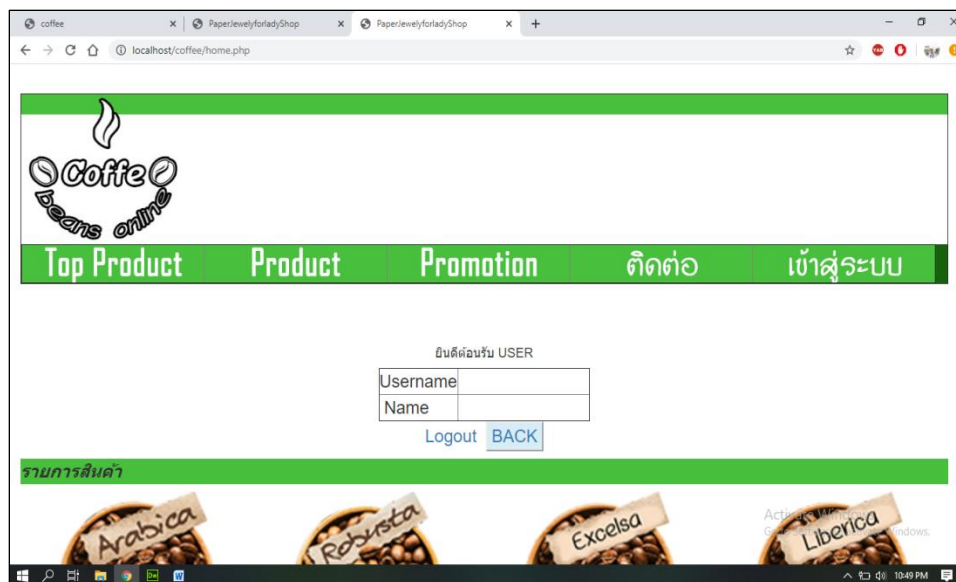 coffee
PaperJewelyforladyShop
PaperJewelyforladyShop
localhost/coffee/home.php
Coffe
beans online
Top Product
Product
Promotion
ติดต่อ
เข้าสู่ระบบ
ยินดีต้อนรับ USER
Username
Name
Logout BACK
รายการสินค้า
Arabica
Robusta
Excelsa
Liberica
10:49 PM